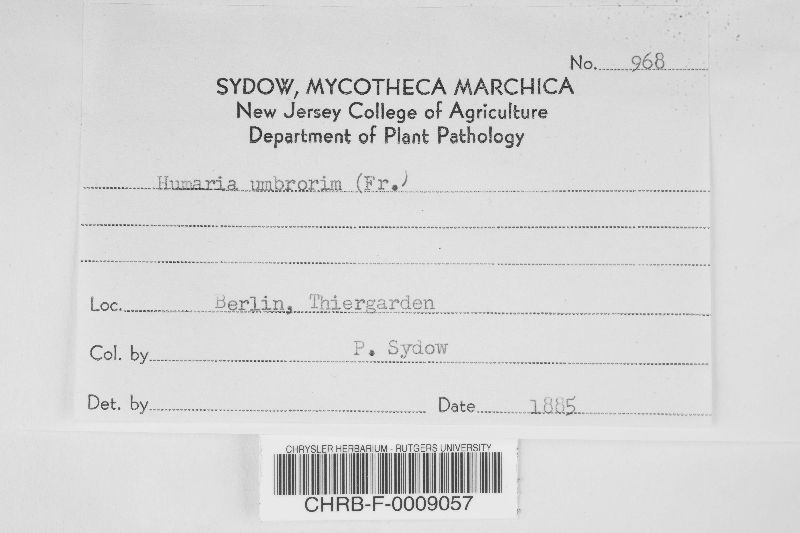 No. 968
SYDOW, MYCOTHECA MARCHICA
New Jersey College of Agriculture
Department of Plant Pathology
Humaria umbrorim (Fr.)
Loc. Berlin, Thiergarden
Col. by P. Sydow
Det. by Date 1885
CHRYSLER HERBARIUM - RUTGERS UNIVERSITY
CHRB-F-0009057